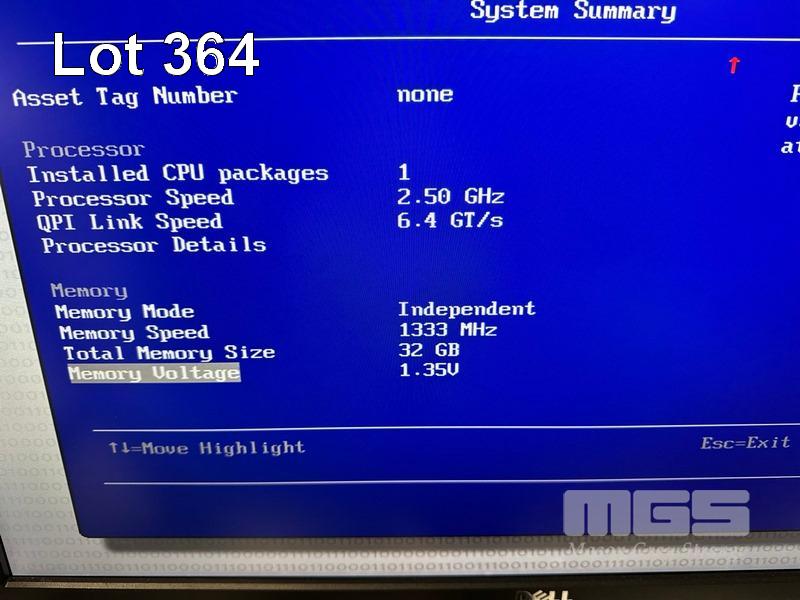 System Summary
Lot 364
↑
Asset Tag Number none
Processor
Installed CPU packages 1
Processor Speed 2.50 GHz
QPI Link Speed 6.4 GT/s
Processor Details
Memory
Memory Mode Independent
Memory Speed 1333 MHz
Total Memory Size 32 GB
Memory Voltage 1.35V
↑↓=Move Highlight Esc=Exit
MGS
DELL